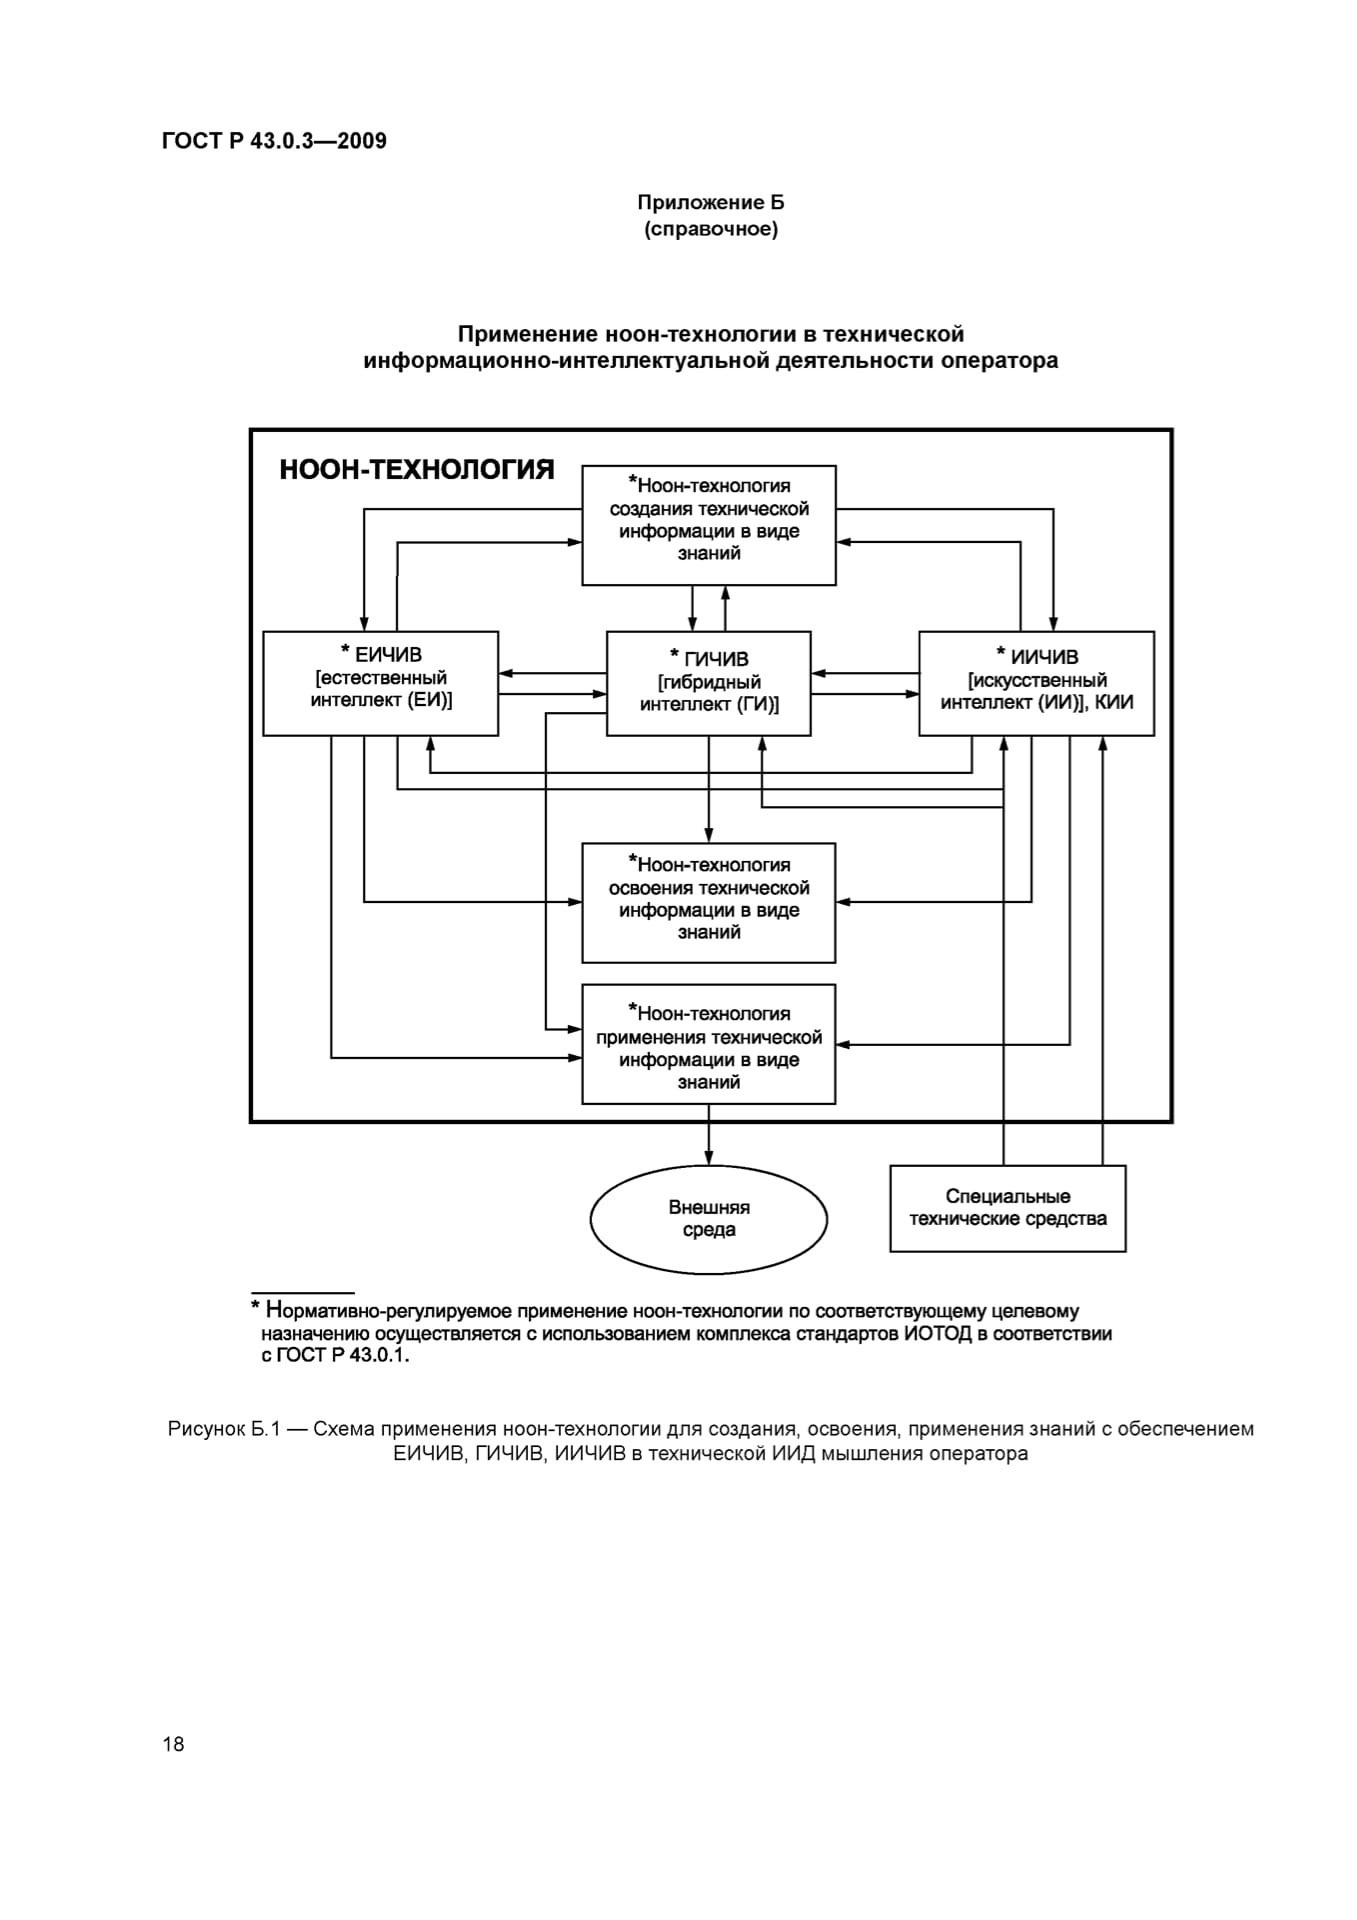 ГОСТ Р 43.0.3—2009
Приложение Б
(справочное)
Применение ноон-технологии в технической
информационно-интеллектуальной деятельности оператора
НООН-ТЕХНОЛОГИЯ
*Ноон-технология
создания технической
информации в виде
знаний
* ЕИЧИВ
[естественный
интеллект (ЕИ)]
* ГИЧИВ
[гибридный
интеллект (ГИ)]
* ИИЧИВ
[искусственный
интеллект (ИИ)], КИИ
*Ноон-технология
освоения технической
информации в виде
знаний
*Ноон-технология
применения технической
информации в виде
знаний
Внешняя
среда
Специальные
технические средства
* Нормативно-регулируемое применение ноон-технологии по соответствующему целевому
назначению осуществляется с использованием комплекса стандартов ИОТОД в соответствии
с ГОСТ Р 43.0.1.
Рисунок Б.1 — Схема применения ноон-технологии для создания, освоения, применения знаний с обеспечением
ЕИЧИВ, ГИЧИВ, ИИЧИВ в технической ИИД мышления оператора
18